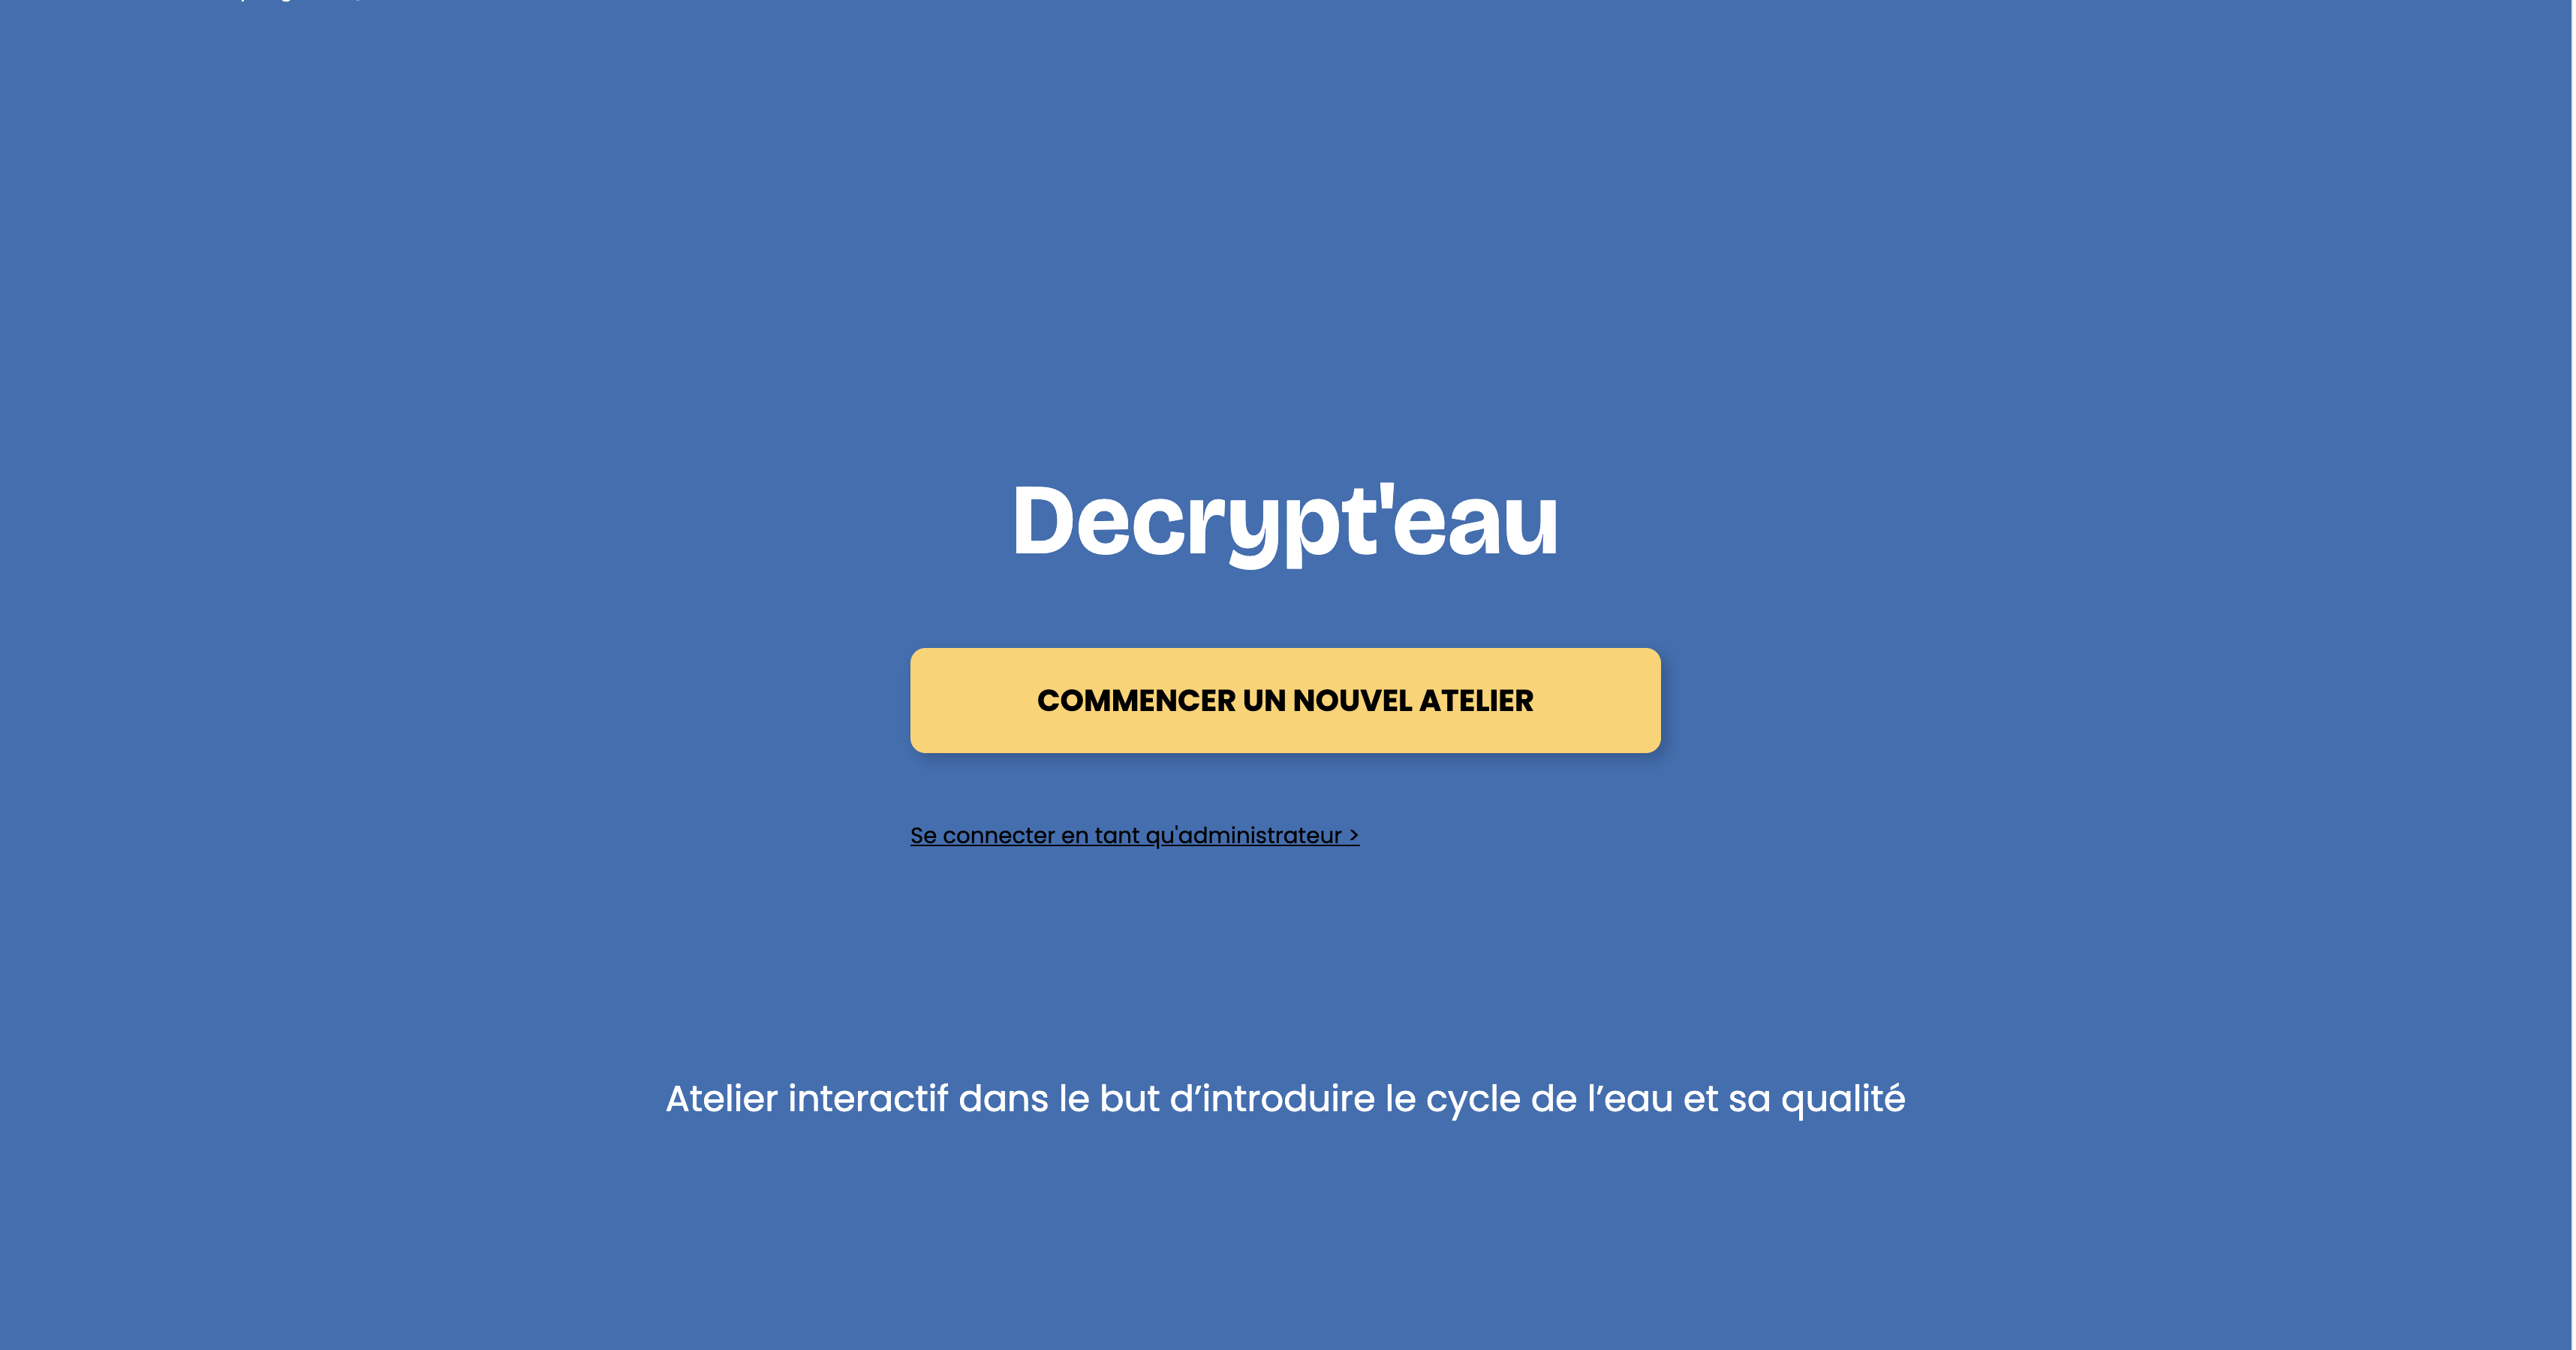 Decrypt'eau
COMMENCER UN NOUVEL ATELIER
Se connecter en tant qu'administrateur >
Atelier interactif dans le but d’introduire le cycle de l’eau et sa qualité